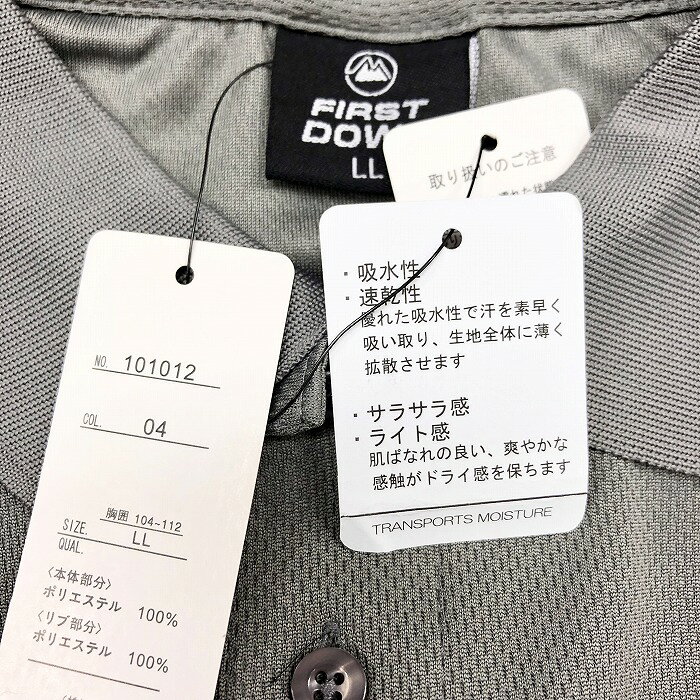 FIRST
DOWN
LL
取り扱いのご注意
NO. 101012
COL. 04
胸囲 104-112
SIZE. LL
QUAL.
〈本体部分〉
ポリエステル 100%
〈リブ部分〉
ポリエステル 100%
・吸水性
・速乾性
優れた吸水性で汗を素早く
吸い取り、生地全体に薄く
拡散させます
・サラサラ感
・ライト感
肌ばなれの良い、爽やかな
感触がドライ感を保ちます
TRANSPORTS MOISTURE